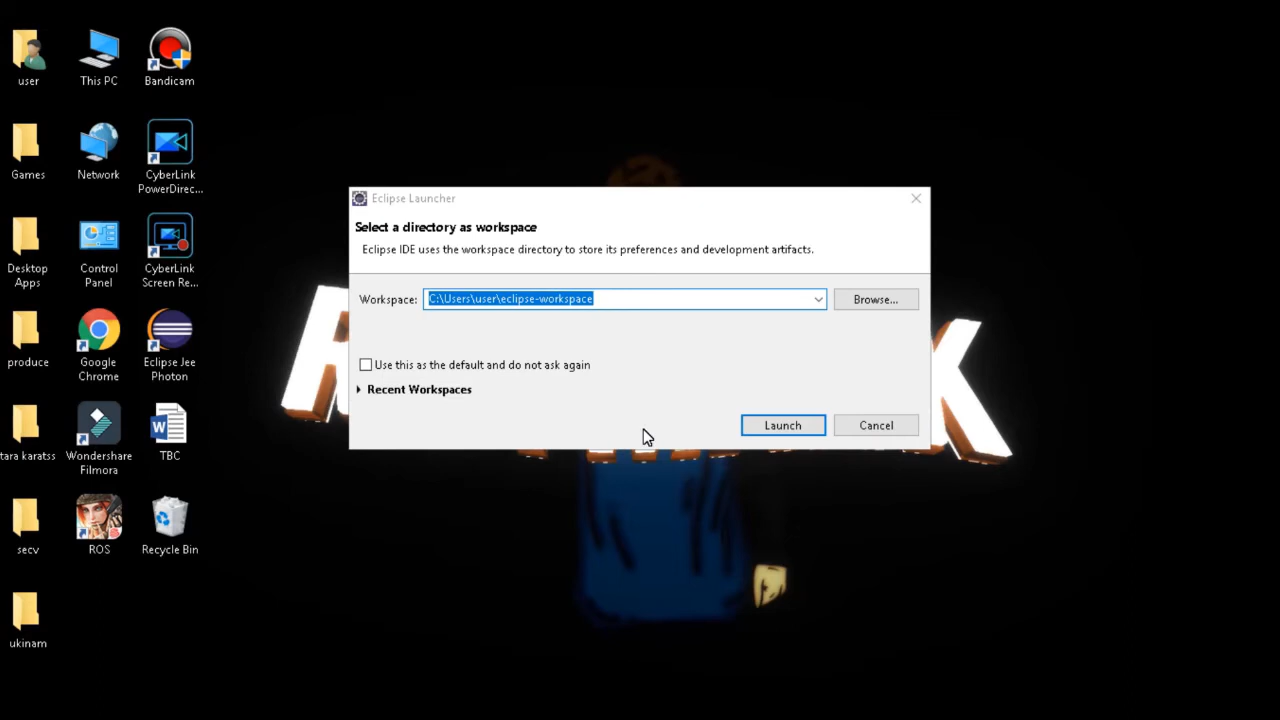 user
This PC
Bandicam
Games
Network
CyberLink
PowerDirec...
Desktop
Apps
Control
Panel
CyberLink
Screen Re...
produce
Google
Chrome
Eclipse Jee
Photon
tara karatss
Wondershare
Filmora
TBC
secv
ROS
Recycle Bin
ukinam
Eclipse Launcher
Select a directory as workspace
Eclipse IDE uses the workspace directory to store its preferences and development artifacts.
Workspace: C:\Users\user\eclipse-workspace Browse...
Use this as the default and do not ask again
Recent Workspaces
Launch Cancel